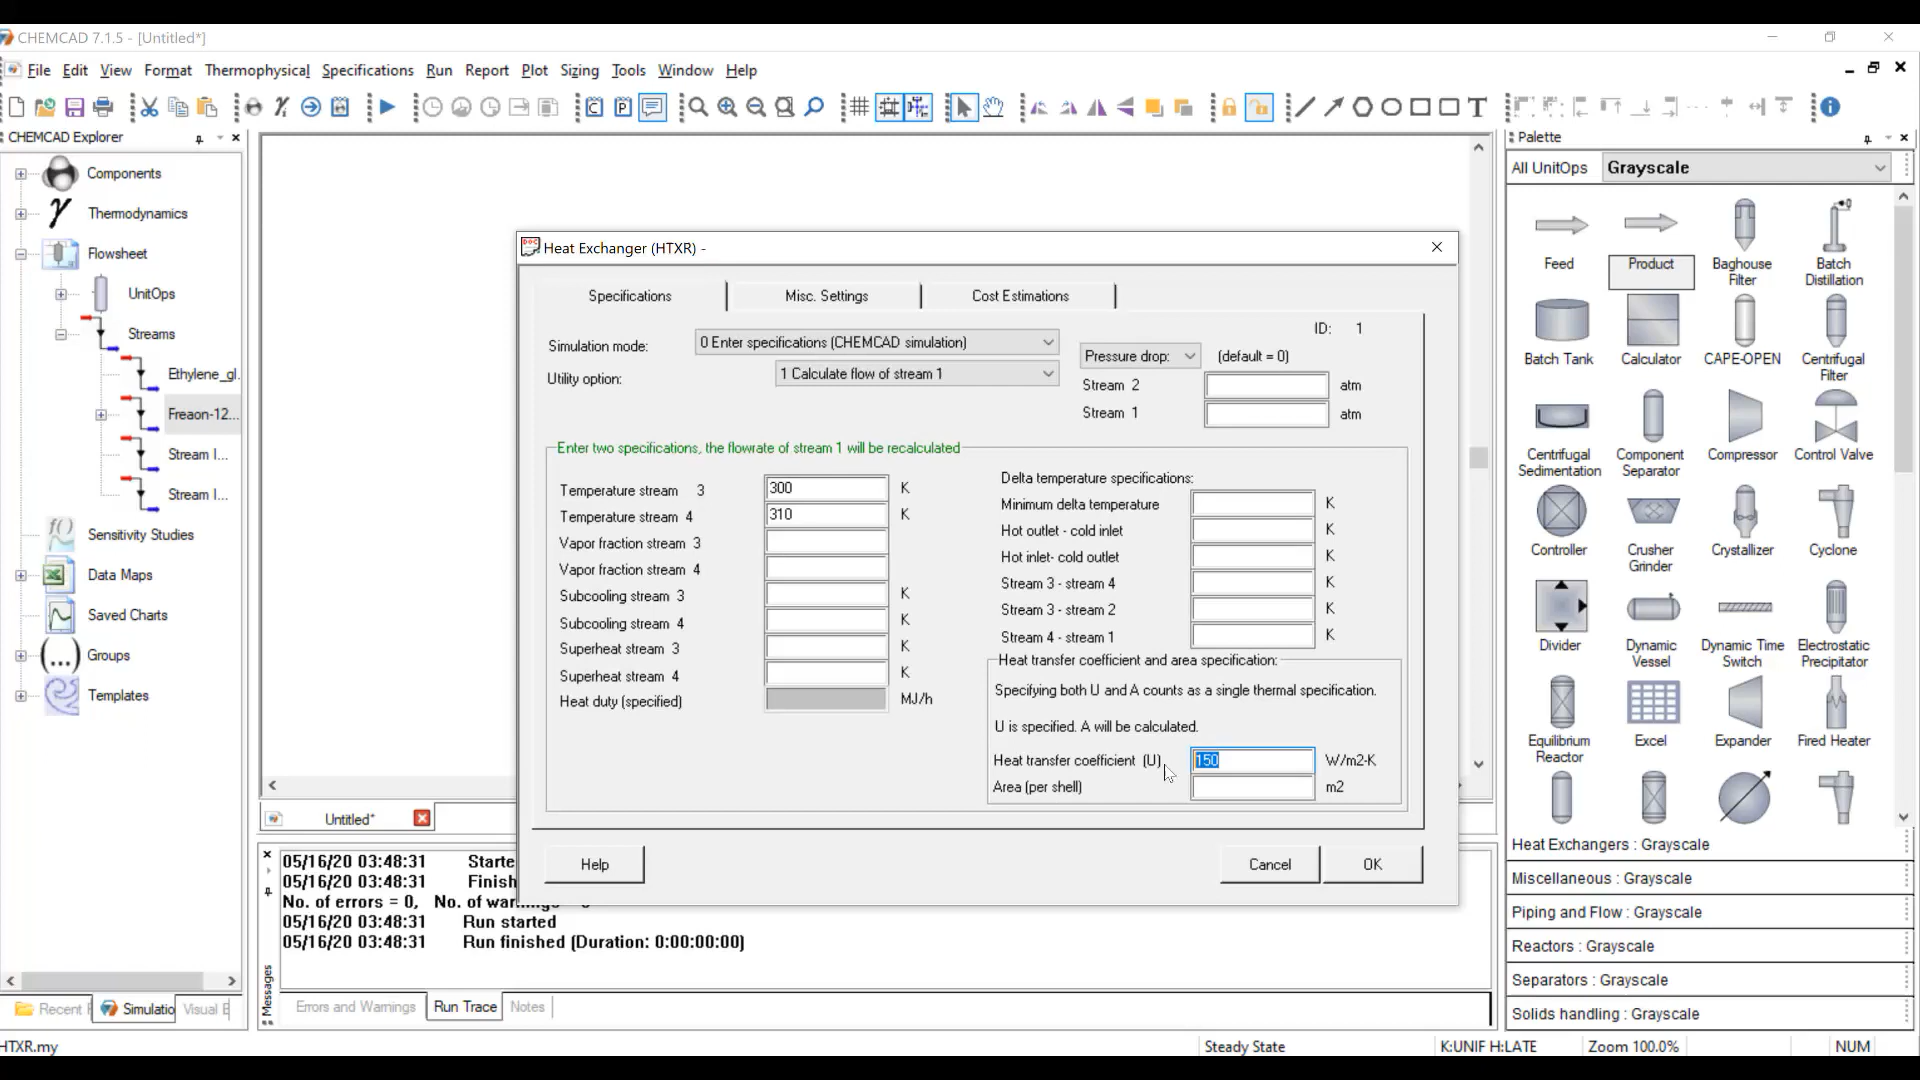 CHEMCAD 7.1.5 - [Untitled*]
File Edit View Format Thermophysical Specifications Run Report Plot Sizing Tools Window Help
CHEMCAD Explorer
Components
Thermodynamics
Flowsheet
UnitOps
Streams
Ethylene_gl.
Freaon-12...
Stream I...
Stream I...
Sensitivity Studies
Data Maps
Saved Charts
Groups
Templates
Recent
Simulatio
Visual E
Heat Exchanger (HTXR) -
Specifications
Misc. Settings
Cost Estimations
ID: 1
Simulation mode: 0 Enter specifications (CHEMCAD simulation)
Utility option: 1 Calculate flow of stream 1
Pressure drop: (default = 0)
Stream 2 atm
Stream 1 atm
Enter two specifications, the flowrate of stream 1 will be recalculated
Temperature stream 3 300 K
Temperature stream 4 310 K
Vapor fraction stream 3
Vapor fraction stream 4
Subcooling stream 3 K
Subcooling stream 4 K
Superheat stream 3 K
Superheat stream 4 K
Heat duty (specified) MJ/h
Delta temperature specifications:
Minimum delta temperature K
Hot outlet - cold inlet K
Hot inlet- cold outlet K
Stream 3 - stream 4 K
Stream 3 - stream 2 K
Stream 4 - stream 1 K
Heat transfer coefficient and area specification:
Specifying both U and A counts as a single thermal specification.
U is specified. A will be calculated.
Heat transfer coefficient (U) 150 W/m2-K
Area (per shell) m2
Help
Cancel
OK
Untitled*
05/16/20 03:48:31 Starte
05/16/20 03:48:31 Finish
No. of errors = 0, No. of
05/16/20 03:48:31 Run started
05/16/20 03:48:31 Run finished (Duration: 0:00:00:00)
Messages
Errors and Warnings
Run Trace
Notes
Palette
All UnitOps
Grayscale
Feed
Product
Baghouse Filter
Batch Distillation
Batch Tank
Calculator
CAPE-OPEN
Centrifugal Filter
Centrifugal Sedimentation
Component Separator
Compressor
Control Valve
Controller
Crusher Grinder
Crystallizer
Cyclone
Divider
Dynamic Vessel
Dynamic Time Switch
Electrostatic Precipitator
Equilibrium Reactor
Excel
Expander
Fired Heater
Heat Exchangers : Grayscale
Miscellaneous : Grayscale
Piping and Flow : Grayscale
Reactors : Grayscale
Separators : Grayscale
Solids handling : Grayscale
HTXR.my
Steady State
K:UNIF H:LATE
Zoom 100.0%
NUM